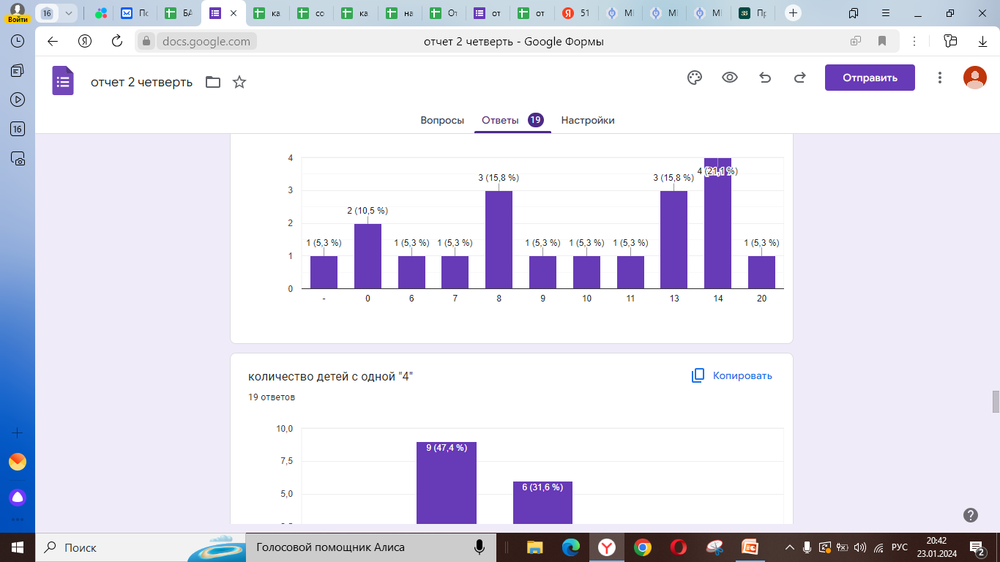 Войти
16
По
БА
ка
со
ка.
на
От
от
от
51
МІ
МІ
МІ
Пр
docs.google.com
отчет 2 четверть - Google Формы
отчет 2 четверть
Отправить
Вопросы
Ответы
19
Настройки
16
4
3
2
1
0
1 (5,3 %)
2 (10,5 %)
1 (5,3 %)
1 (5,3 %)
3 (15,8 %)
1 (5,3 %)
1 (5,3 %)
1 (5,3 %)
3 (15,8 %)
4 (21,1 %)
1 (5,3 %)
- 0 6 7 8 9 10 11 13 14 20
количество детей с одной "4"
Копировать
19 ответов
10,0
7,5
5,0
9 (47,4 %)
6 (31,6 %)
Поиск
Голосовой помощник Алиса
РУС
20:42
23.01.2024
2